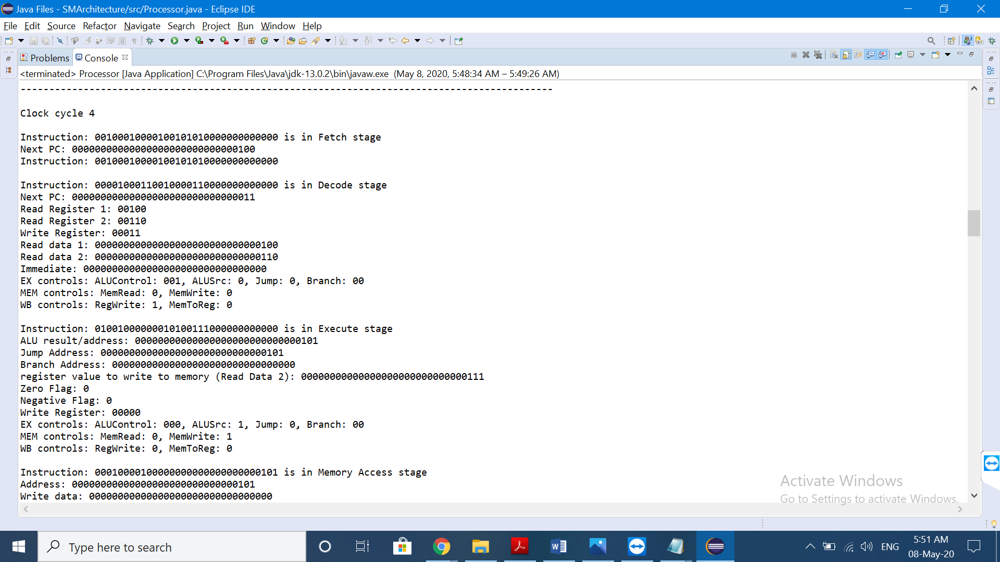 Java Files - SMArchitecture/src/Processor.java - Eclipse IDE
File Edit Source Refactor Navigate Search Project Run Window Help
Problems Console
<terminated> Processor [Java Application] C:\Program Files\Java\jdk-13.0.2\bin\javaw.exe (May 8, 2020, 5:48:34 AM – 5:49:26 AM)
---------------------------------------------------------------------------------------------
Clock cycle 4
Instruction: 00100010000100101010000000000000 is in Fetch stage
Next PC: 00000000000000000000000000000100
Instruction: 00100010000100101010000000000000
Instruction: 00001000110010000110000000000000 is in Decode stage
Next PC: 00000000000000000000000000000011
Read Register 1: 00100
Read Register 2: 00110
Write Register: 00011
Read data 1: 00000000000000000000000000000100
Read data 2: 00000000000000000000000000000110
Immediate: 00000000000000000000000000000000
EX controls: ALUControl: 001, ALUSrc: 0, Jump: 0, Branch: 00
MEM controls: MemRead: 0, MemWrite: 0
WB controls: RegWrite: 1, MemToReg: 0
Instruction: 01001000000010100111000000000000 is in Execute stage
ALU result/address: 00000000000000000000000000000101
Jump Address: 00000000000000000000000000000101
Branch Address: 00000000000000000000000000000000
register value to write to memory (Read Data 2): 00000000000000000000000000000111
Zero Flag: 0
Negative Flag: 0
Write Register: 00000
EX controls: ALUControl: 000, ALUSrc: 1, Jump: 0, Branch: 00
MEM controls: MemRead: 0, MemWrite: 1
WB controls: RegWrite: 0, MemToReg: 0
Instruction: 00010000100000000000000000000101 is in Memory Access stage
Address: 00000000000000000000000000000101
Write data: 00000000000000000000000000000000
Activate Windows
Go to Settings to activate Windows.
Type here to search
ENG
5:51 AM
08-May-20